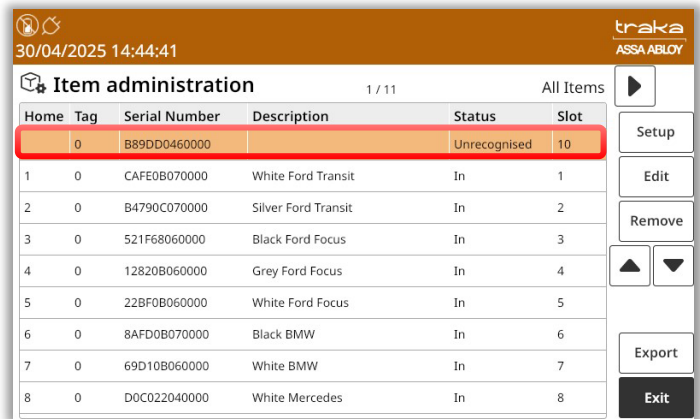 traka
30/04/2025 14:44:41 ASSA ABLOY
Item administration 1 / 11 All Items
Home Tag Serial Number Description Status Slot
0 B89DD0460000 Unrecognised 10
1 0 CAFE0B070000 White Ford Transit In 1
2 0 B4790C070000 Silver Ford Transit In 2
3 0 521F68060000 Black Ford Focus In 3
4 0 12820B060000 Grey Ford Focus In 4
5 0 22BF0B060000 White Ford Focus In 5
6 0 8AFD0B070000 Black BMW In 6
7 0 69D10B060000 White BMW In 7
8 0 D0C022040000 White Mercedes In 8
Setup
Edit
Remove
Export
Exit